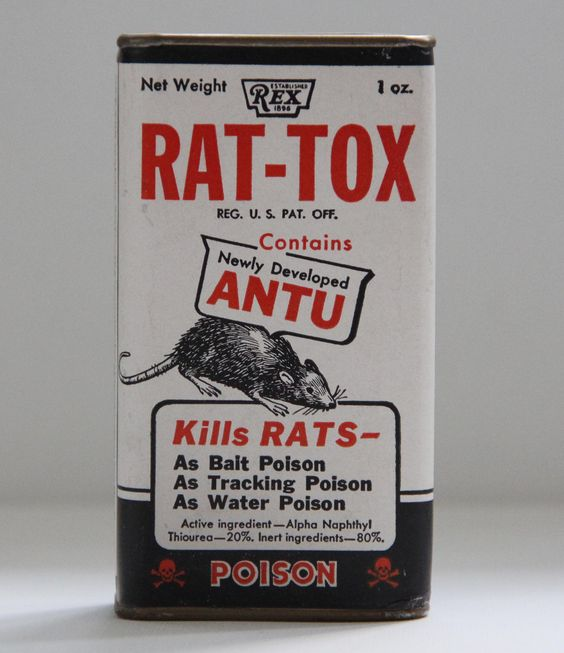 Net Weight
ESTABLISHED
REX
1896
1 oz.
RAT-TOX
REG. U. S. PAT. OFF.
Contains
Newly Developed
ANTU
Kills RATS-
As Bait Poison
As Tracking Poison
As Water Poison
Active ingredient—Alpha Naphthyl
Thiourea—20%. Inert ingredients—80%.
POISON